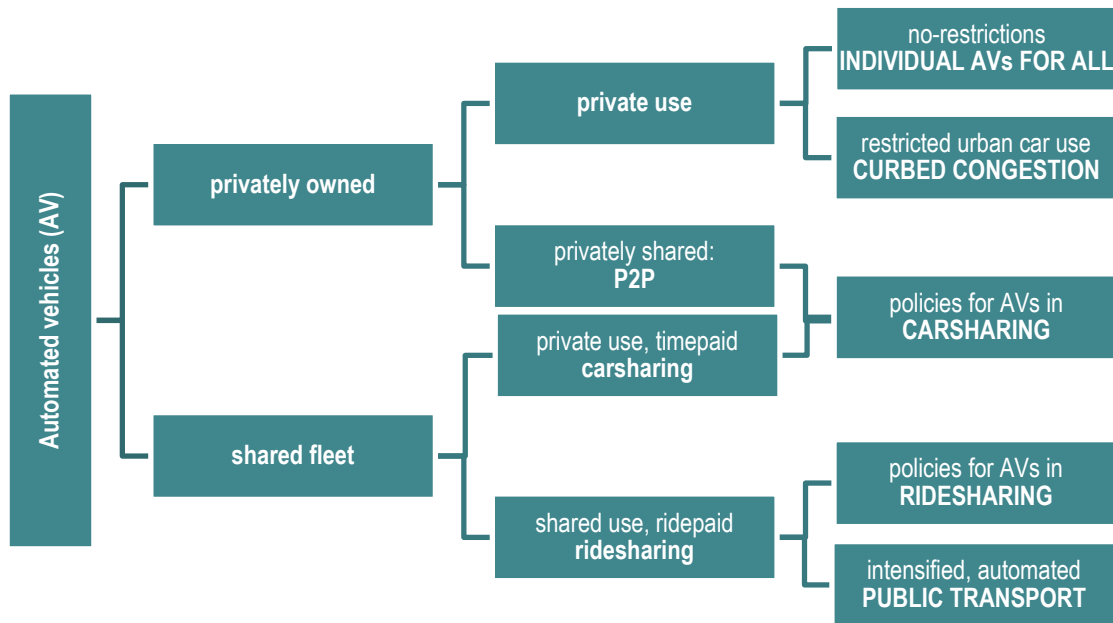 Automated vehicles (AV)
privately owned
shared fleet
private use
privately shared:
P2P
private use, timepaid
carsharing
shared use, ridepaid
ridesharing
no-restrictions
INDIVIDUAL AVs FOR ALL
restricted urban car use
CURBED CONGESTION
policies for AVs in
CARSHARING
policies for AVs in
RIDESHARING
intensified, automated
PUBLIC TRANSPORT